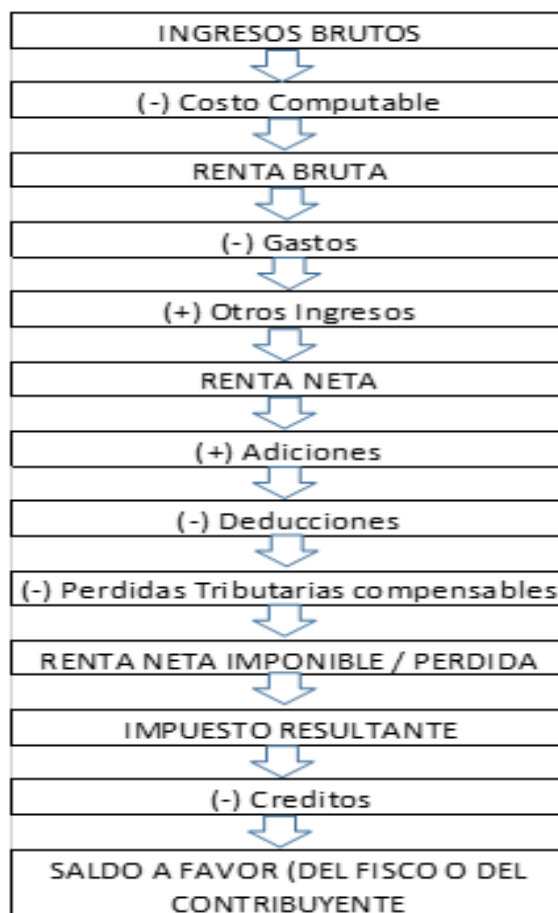 INGRESOS BRUTOS
(-) Costo Computable
RENTA BRUTA
(-) Gastos
(+) Otros Ingresos
RENTA NETA
(+) Adiciones
(-) Deducciones
(-) Perdidas Tributarias compensables
RENTA NETA IMPONIBLE / PERDIDA
IMPUESTO RESULTANTE
(-) Creditos
SALDO A FAVOR (DEL FISCO O DEL
CONTRIBUYENTE